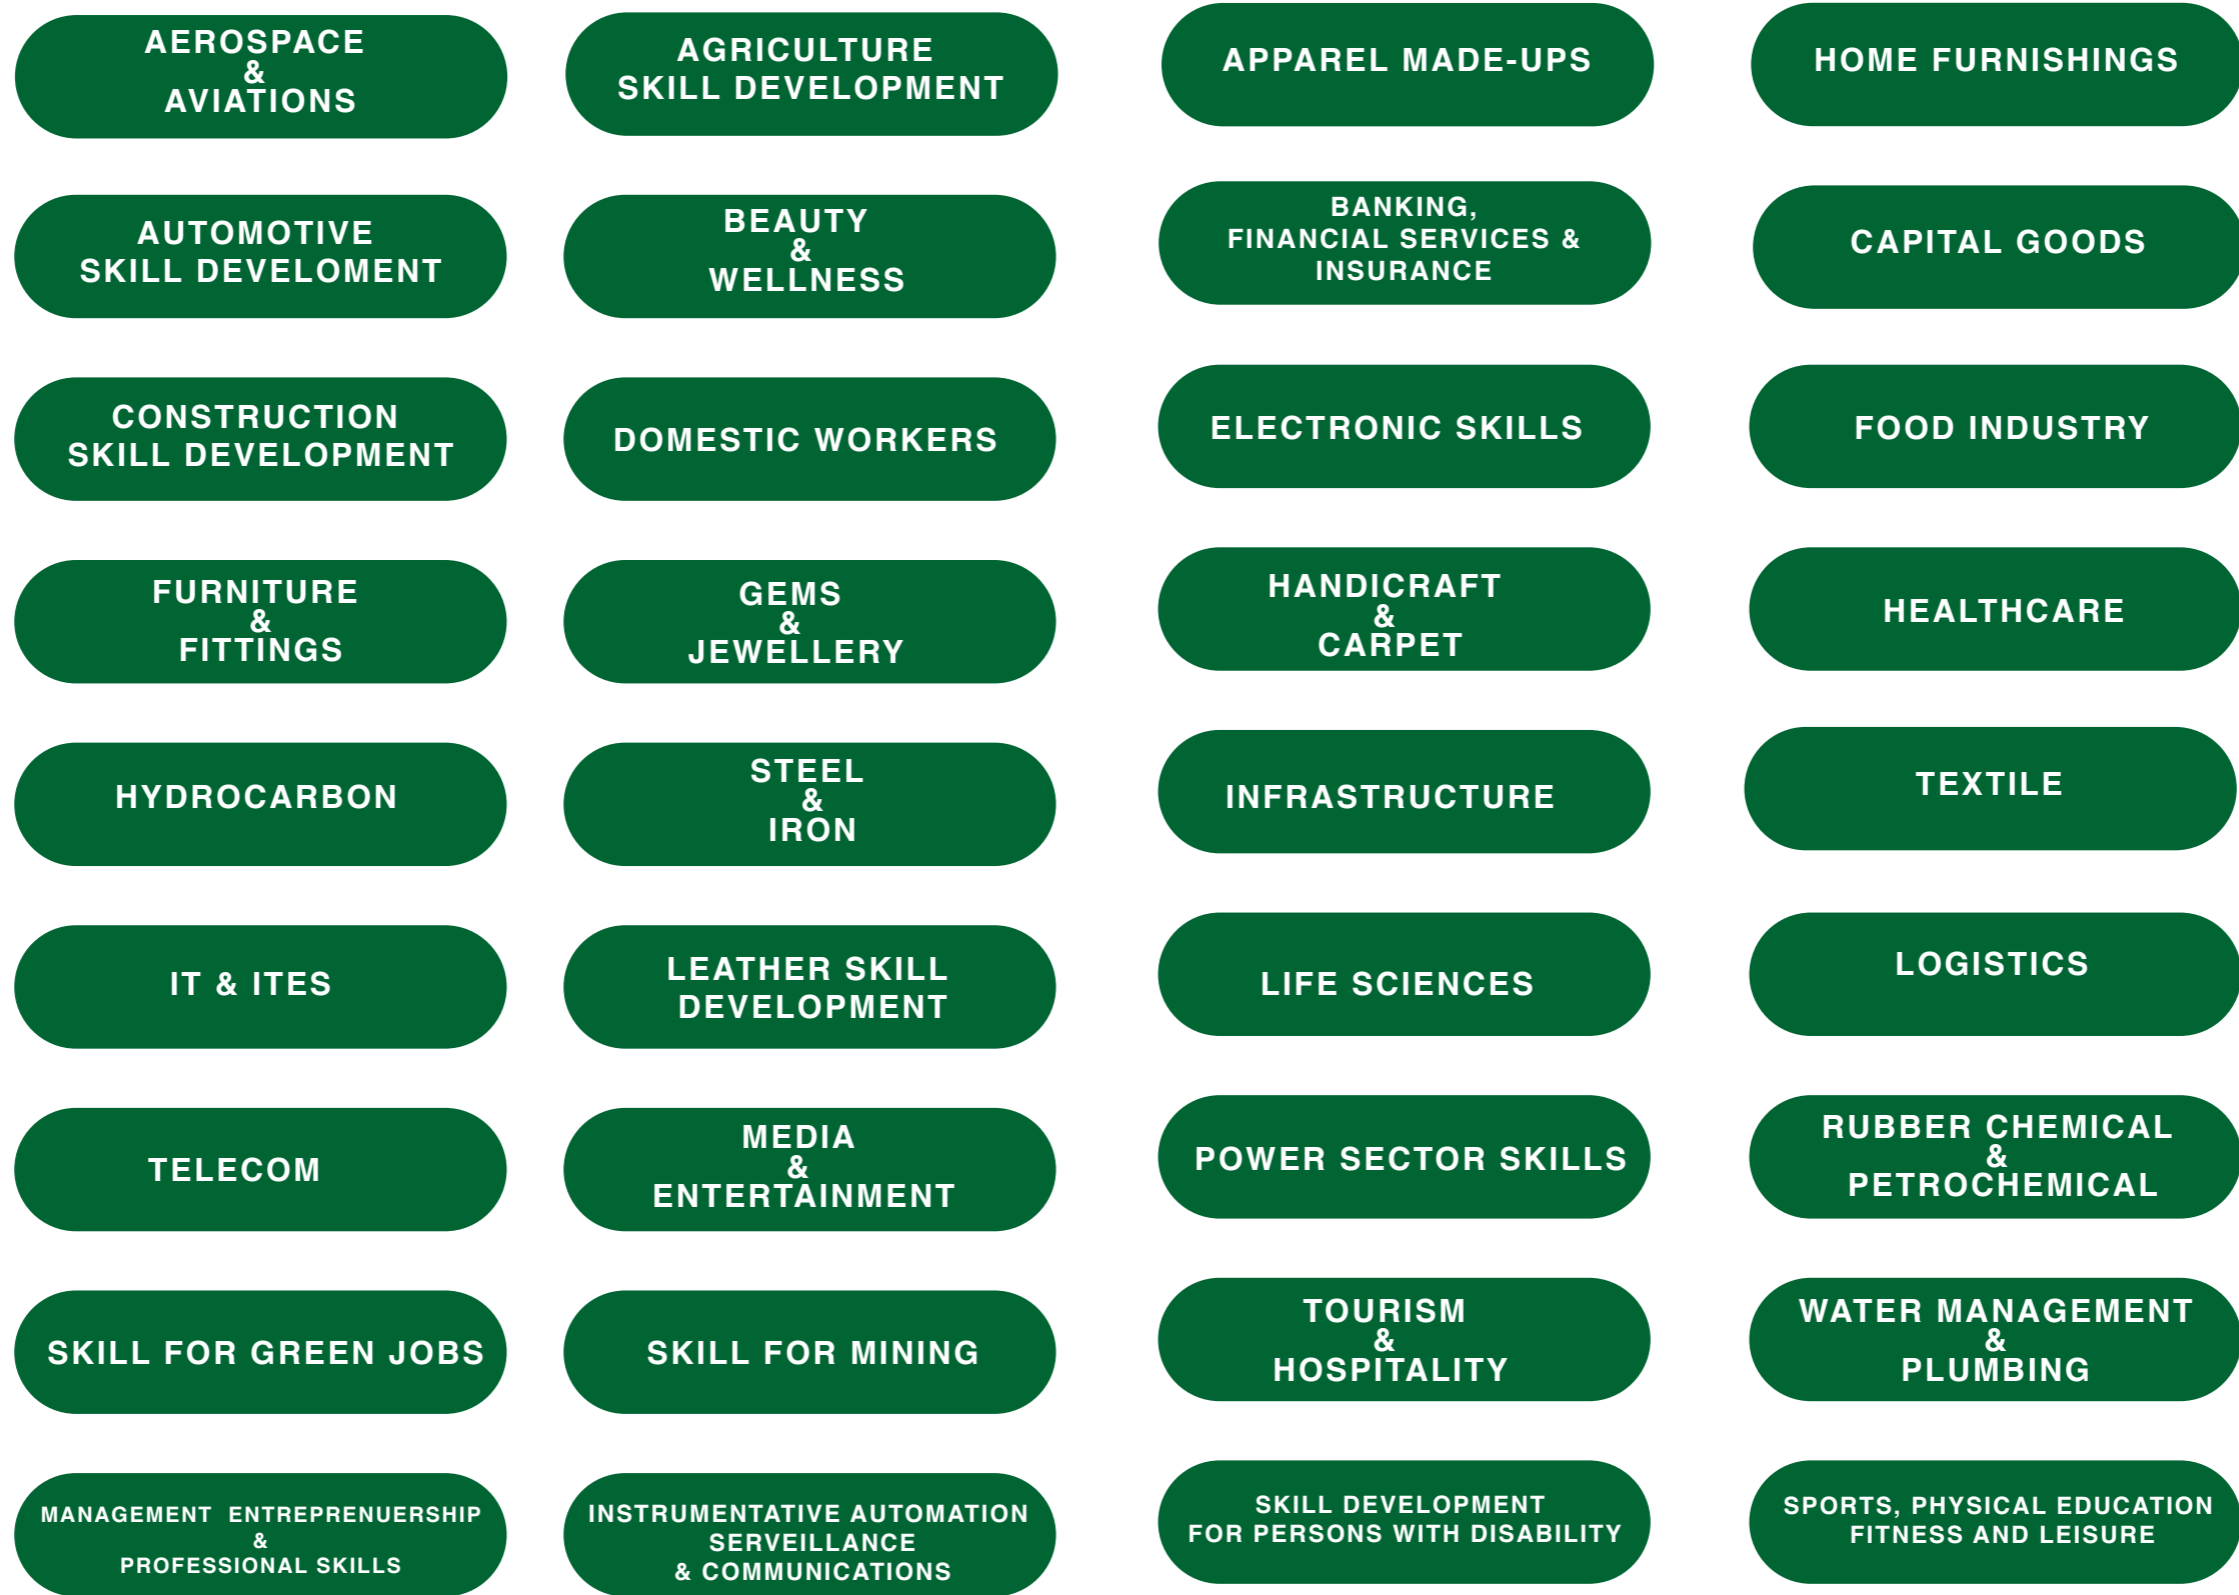 AEROSPACE
&
AVIATIONS
AGRICULTURE
SKILL DEVELOPMENT
APPAREL MADE-UPS
HOME FURNISHINGS
AUTOMOTIVE
SKILL DEVELOMENT
BEAUTY
&
WELLNESS
BANKING,
FINANCIAL SERVICES &
INSURANCE
CAPITAL GOODS
CONSTRUCTION
SKILL DEVELOPMENT
DOMESTIC WORKERS
ELECTRONIC SKILLS
FOOD INDUSTRY
FURNITURE
&
FITTINGS
GEMS
&
JEWELLERY
HANDICRAFT
&
CARPET
HEALTHCARE
HYDROCARBON
STEEL
&
IRON
INFRASTRUCTURE
TEXTILE
IT & ITES
LEATHER SKILL
DEVELOPMENT
LIFE SCIENCES
LOGISTICS
TELECOM
MEDIA
&
ENTERTAINMENT
POWER SECTOR SKILLS
RUBBER CHEMICAL
&
PETROCHEMICAL
SKILL FOR GREEN JOBS
SKILL FOR MINING
TOURISM
&
HOSPITALITY
WATER MANAGEMENT
&
PLUMBING
MANAGEMENT ENTREPRENUERSHIP
&
PROFESSIONAL SKILLS
INSTRUMENTATIVE AUTOMATION
SERVEILLANCE
& COMMUNICATIONS
SKILL DEVELOPMENT
FOR PERSONS WITH DISABILITY
SPORTS, PHYSICAL EDUCATION
FITNESS AND LEISURE